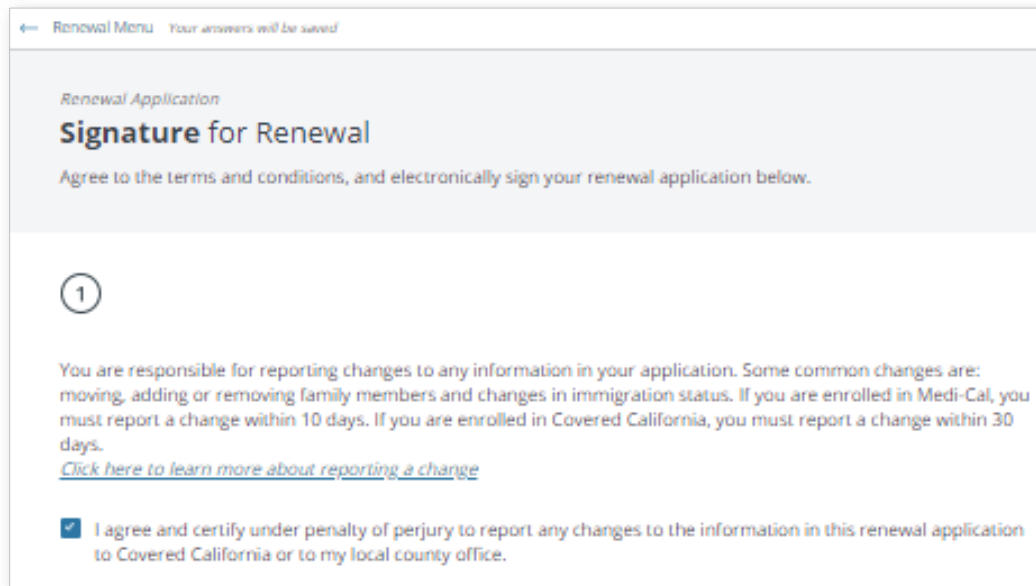 ← Renewal Menu Your answers will be saved
Renewal Application
Signature for Renewal
Agree to the terms and conditions, and electronically sign your renewal application below.
1
You are responsible for reporting changes to any information in your application. Some common changes are:
moving, adding or removing family members and changes in immigration status. If you are enrolled in Medi-Cal, you
must report a change within 10 days. If you are enrolled in Covered California, you must report a change within 30
days.
Click here to learn more about reporting a change
I agree and certify under penalty of perjury to report any changes to the information in this renewal application
to Covered California or to my local county office.